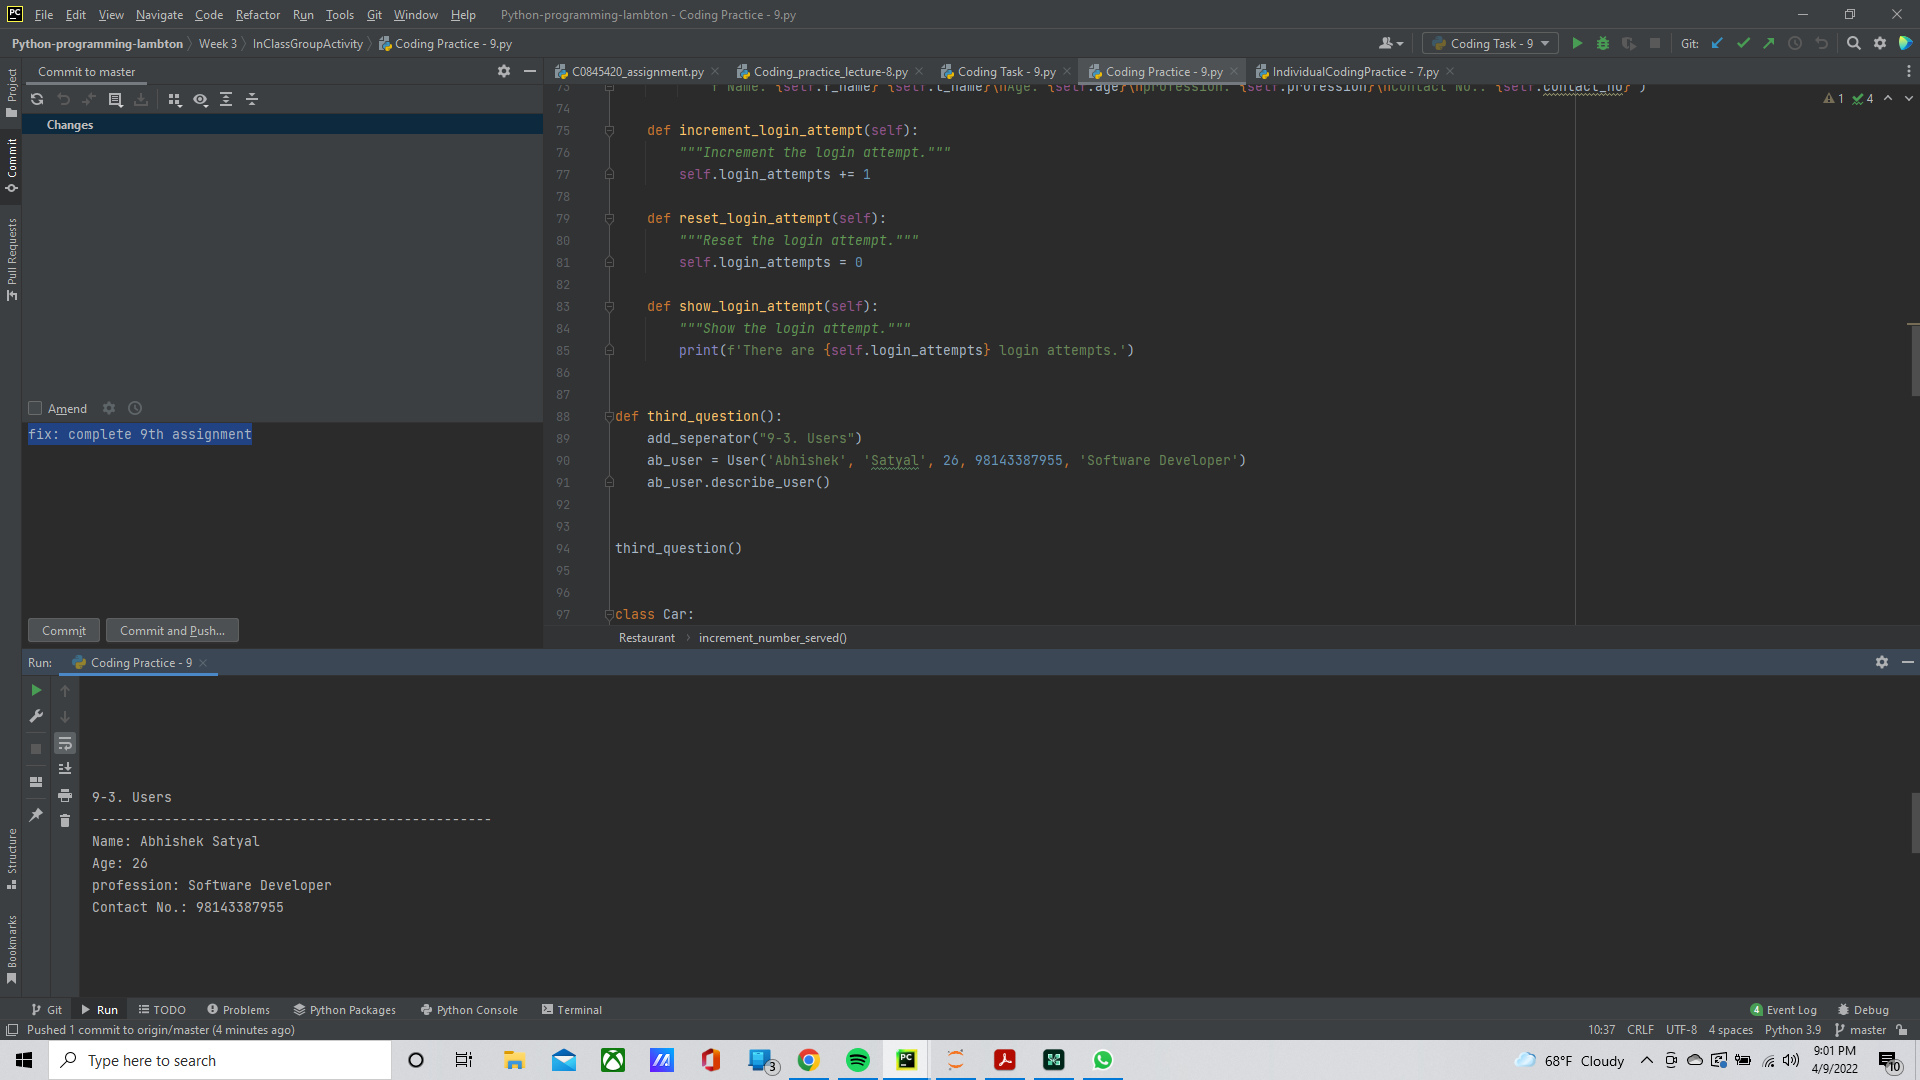 File Edit View Navigate Code Refactor Run Tools Git Window Help Python-programming-lambton - Coding Practice - 9.py
Python-programming-lambton Week 3 InClassGroupActivity Coding Practice - 9.py Coding Task - 9 Git:
Commit to master
C0845420_assignment.py Coding_practice_lecture-8.py Coding Task - 9.py Coding Practice - 9.py IndividualCodingPractice - 7.py
Project
Commit
Pull Requests
Changes
1 4
73 f'Name: {self.f_name} {self.l_name}\nAge: {self.age}\nprofession: {self.profession}\nContact No.: {self.contact_no}')
74
75 def increment_login_attempt(self):
76 """Increment the login attempt."""
77 self.login_attempts += 1
78
79 def reset_login_attempt(self):
80 """Reset the login attempt."""
81 self.login_attempts = 0
82
83 def show_login_attempt(self):
84 """Show the login attempt."""
85 print(f'There are {self.login_attempts} login attempts.')
86
87
88 def third_question():
89 add_seperator("9-3. Users")
90 ab_user = User('Abhishek', 'Satyal', 26, 98143387955, 'Software Developer')
91 ab_user.describe_user()
92
93
94 third_question()
95
96
97 class Car:
Amend
fix: complete 9th assignment
Commit Commit and Push...
Restaurant increment_number_served()
Run: Coding Practice - 9
9-3. Users
--------------------------------------------------
Name: Abhishek Satyal
Age: 26
profession: Software Developer
Contact No.: 98143387955
Structure
Bookmarks
Git Run TODO Problems Python Packages Python Console Terminal 4 Event Log Debug
Pushed 1 commit to origin/master (4 minutes ago) 10:37 CRLF UTF-8 4 spaces Python 3.9 master
Type here to search 3 68°F Cloudy 9:01 PM
4/9/2022 10